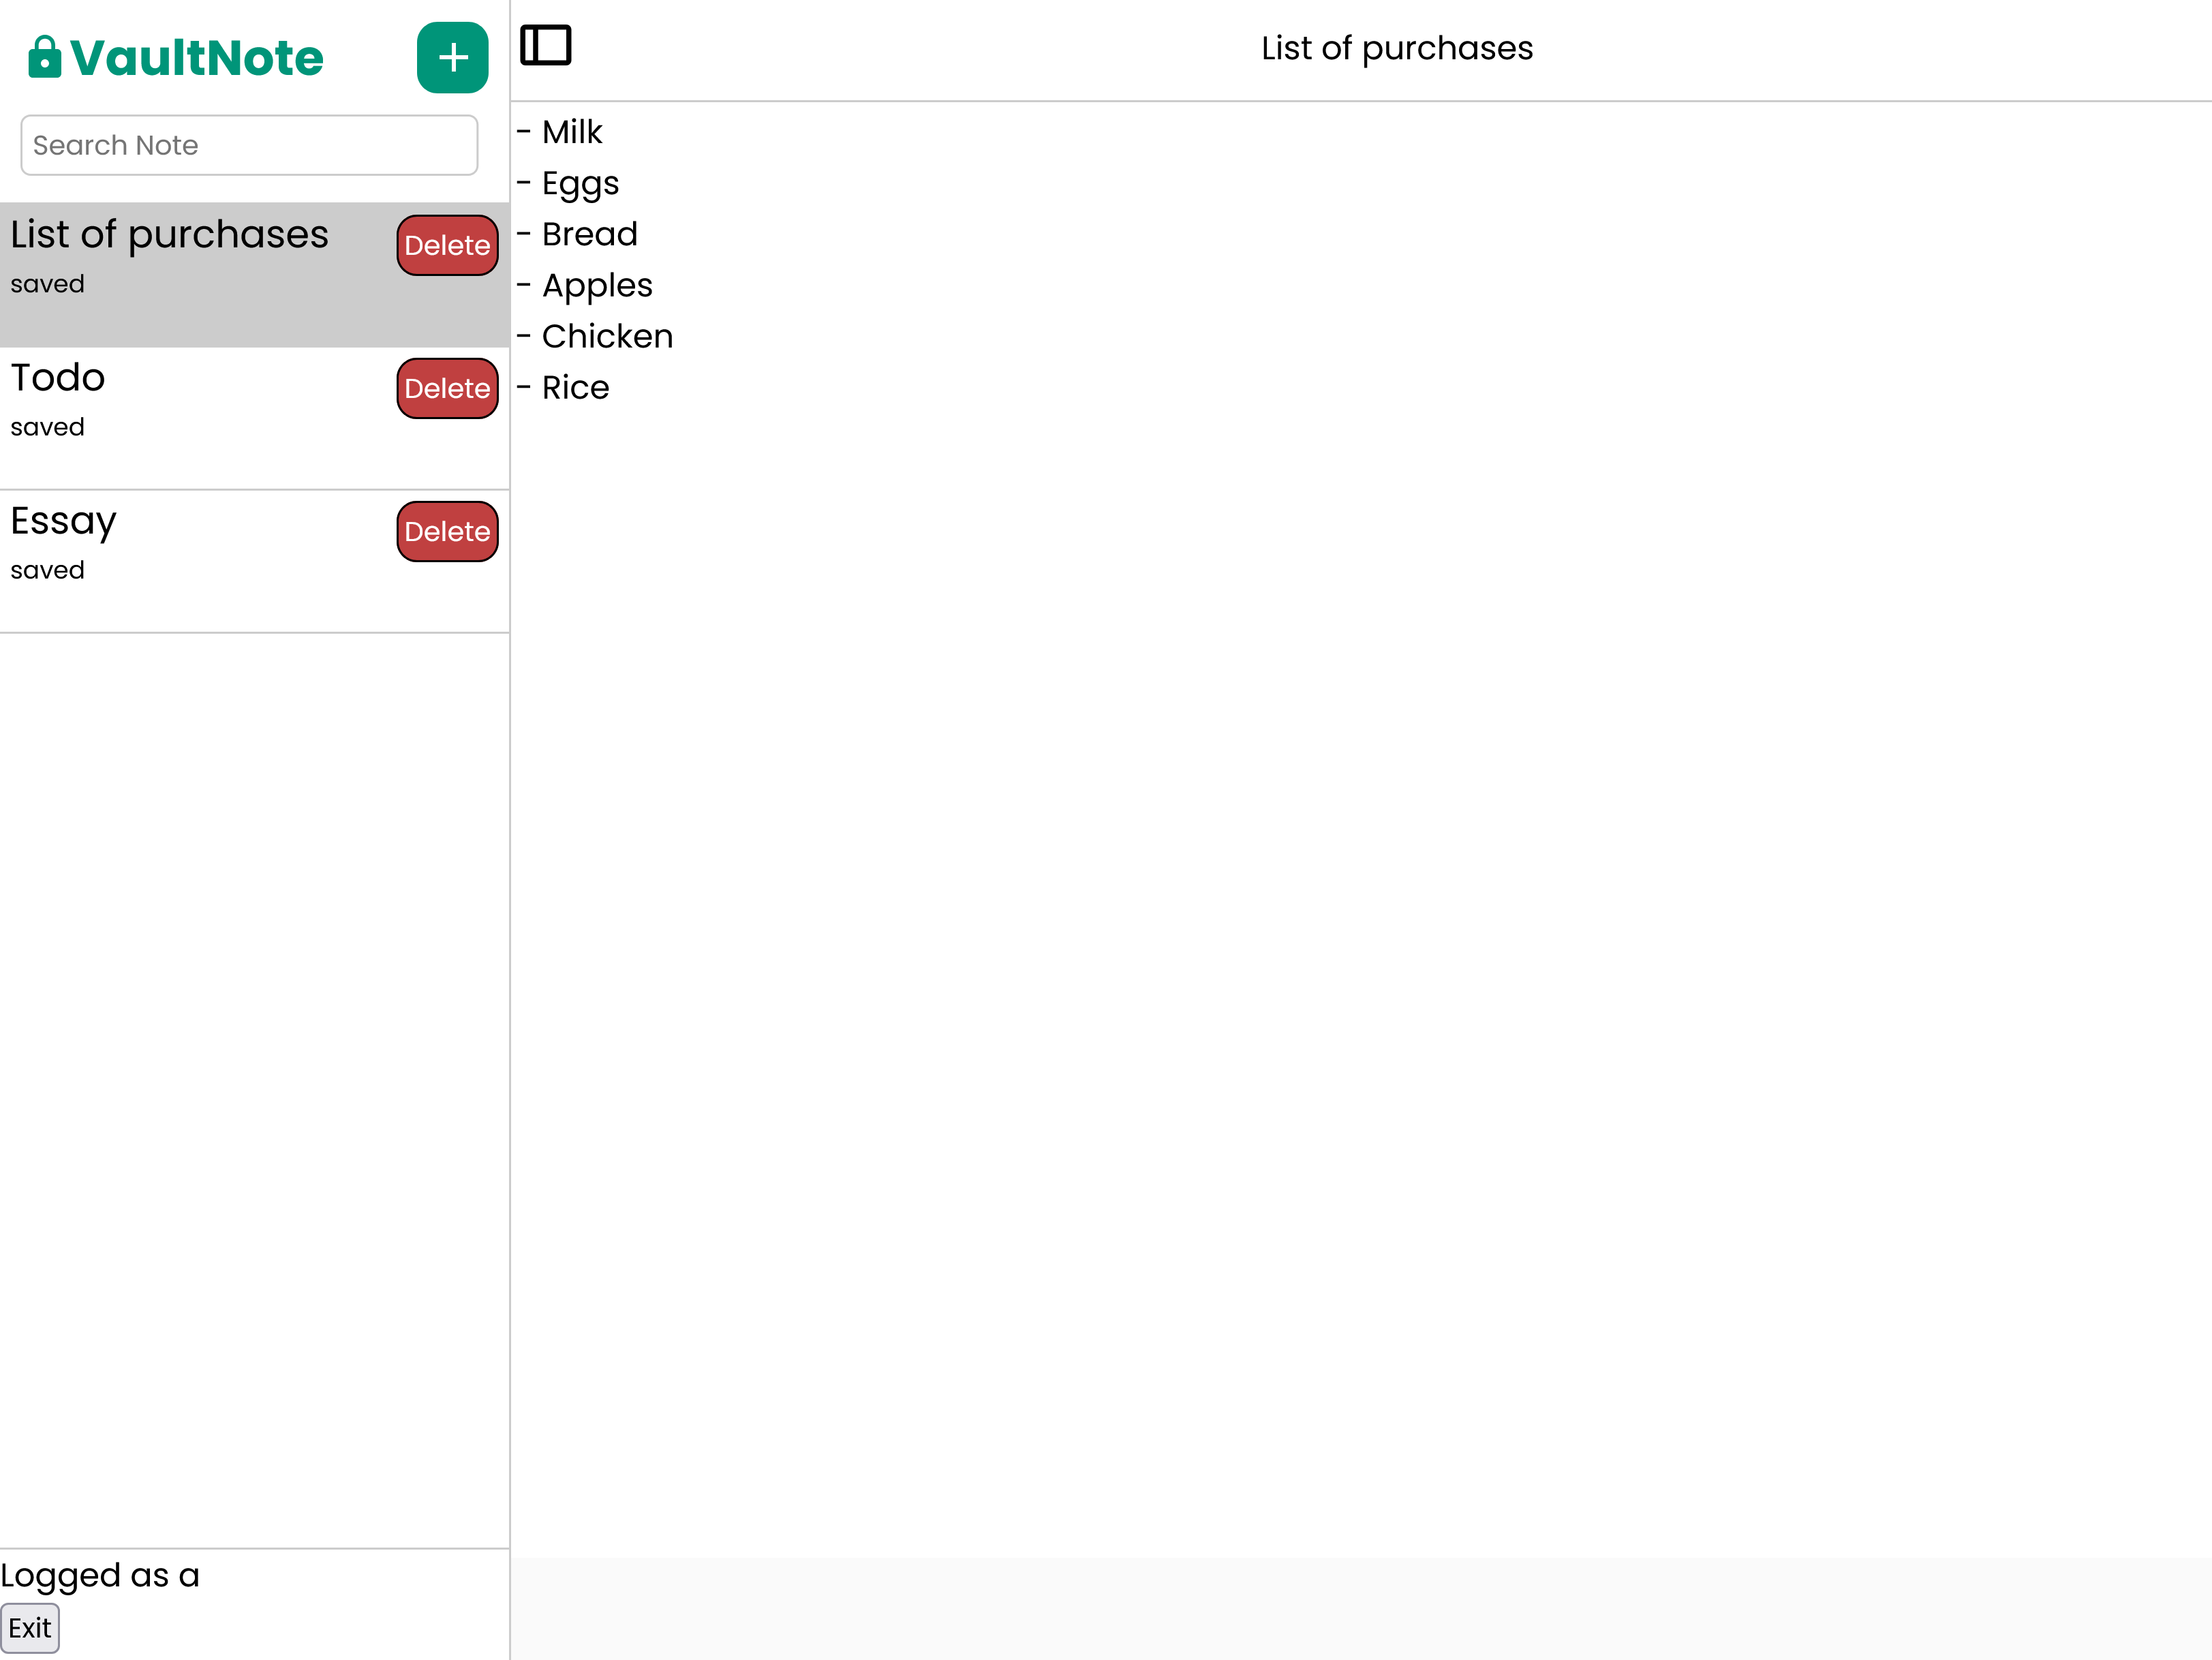 VaultNote
+
Search Note
List of purchases
Delete
saved
Todo
Delete
saved
Essay
Delete
saved
Logged as a
Exit
List of purchases
- Milk
- Eggs
- Bread
- Apples
- Chicken
- Rice